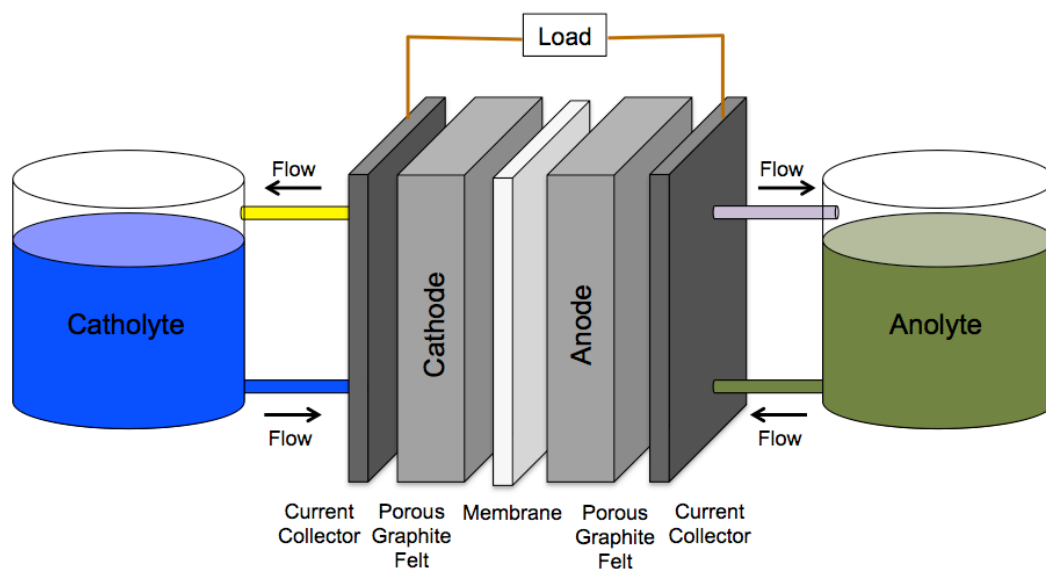 Load
Flow
Flow
Catholyte
Cathode
Anode
Anolyte
Flow
Flow
Current
Collector
Porous
Graphite
Felt
Membrane
Porous
Graphite
Felt
Current
Collector